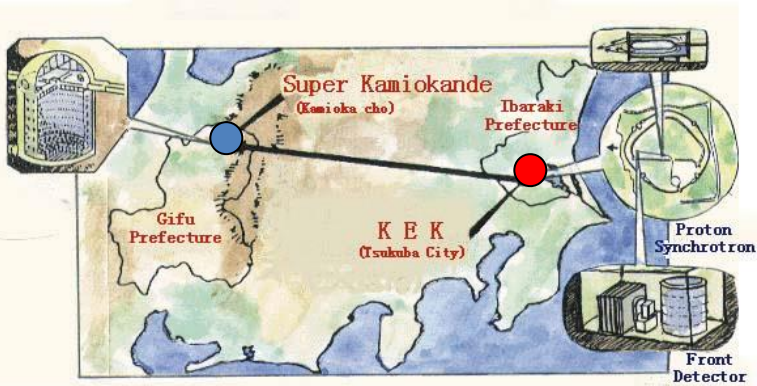 Super Kamiokande
(Kamioka cho)
Ibaraki
Prefecture
Gifu
Prefecture
K E K
(Tsukuba City)
Proton
Synchrotron
Front
Detector